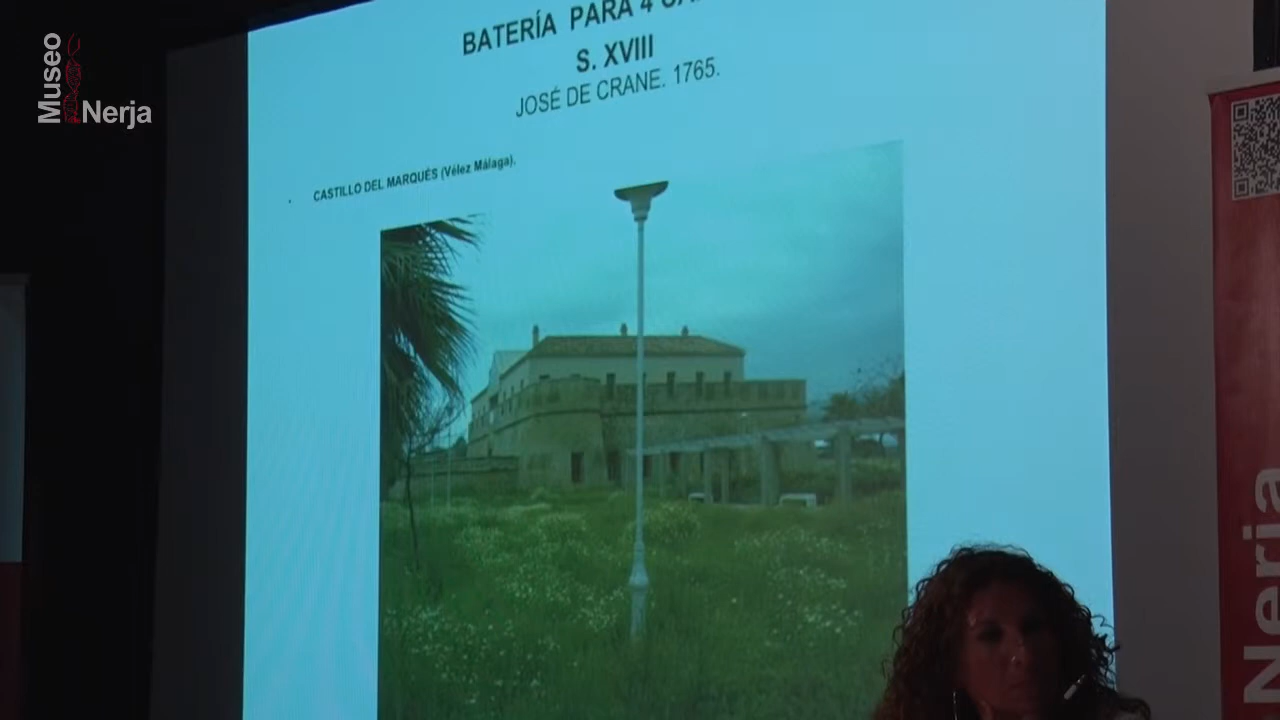 Museo
Nerja
BATERÍA PARA 4
S. XVIII
JOSÉ DE CRANE. 1765.
CASTILLO DEL MARQUÉS (Vélez Málaga).
Nerja